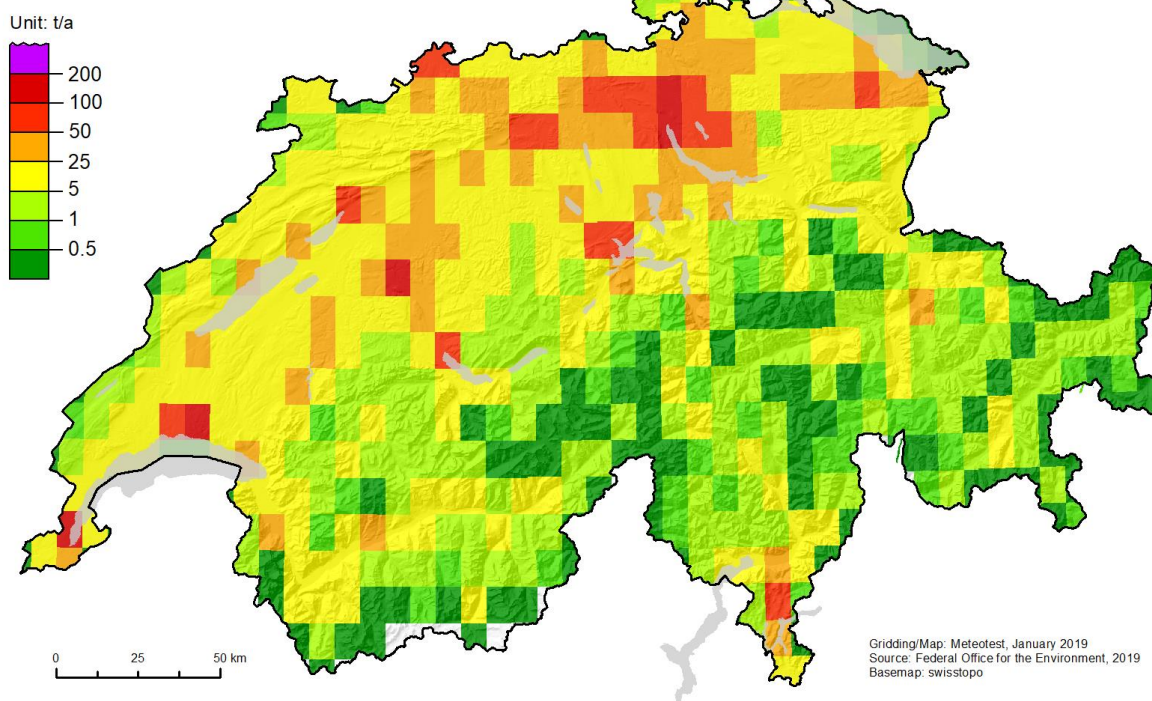 Unit: t/a
200
100
50
25
5
1
0.5
0 25 50 km
Gridding/Map: Meteotest, January 2019
Source: Federal Office for the Environment, 2019
Basemap: swisstopo